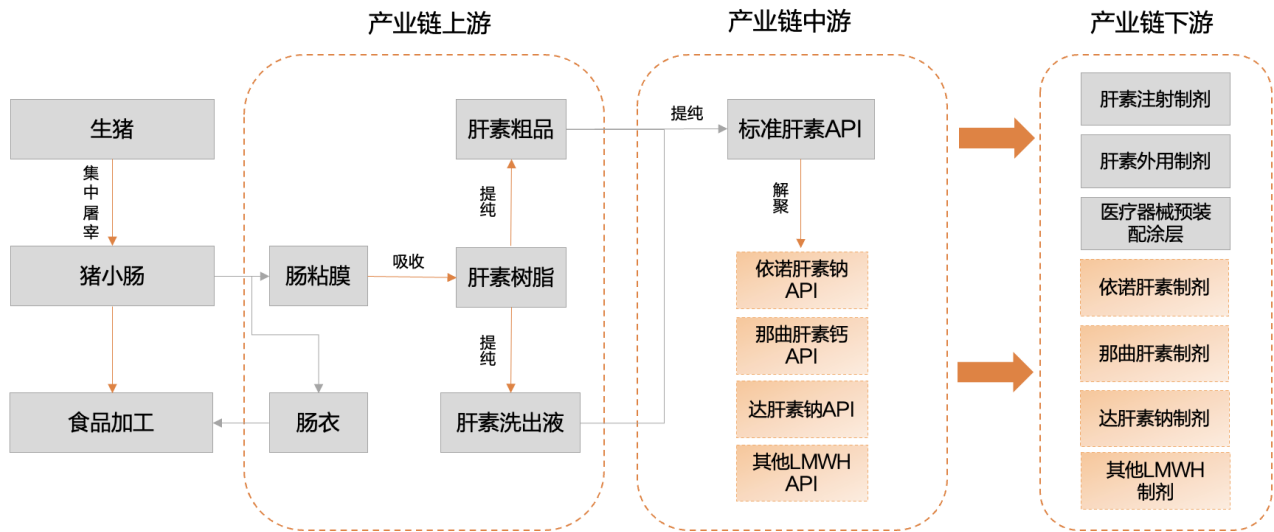 产业链上游
产业链中游
产业链下游
生猪
集中屠宰
猪小肠
食品加工
肠粘膜
肠衣
吸收
肝素粗品
提纯
肝素树脂
提纯
肝素洗出液
提纯
标准肝素API
解聚
依诺肝素钠
API
那曲肝素钙
API
达肝素钠API
其他LMWH
API
肝素注射制剂
肝素外用制剂
医疗器械预装
配涂层
依诺肝素制剂
那曲肝素制剂
达肝素钠制剂
其他LMWH
制剂